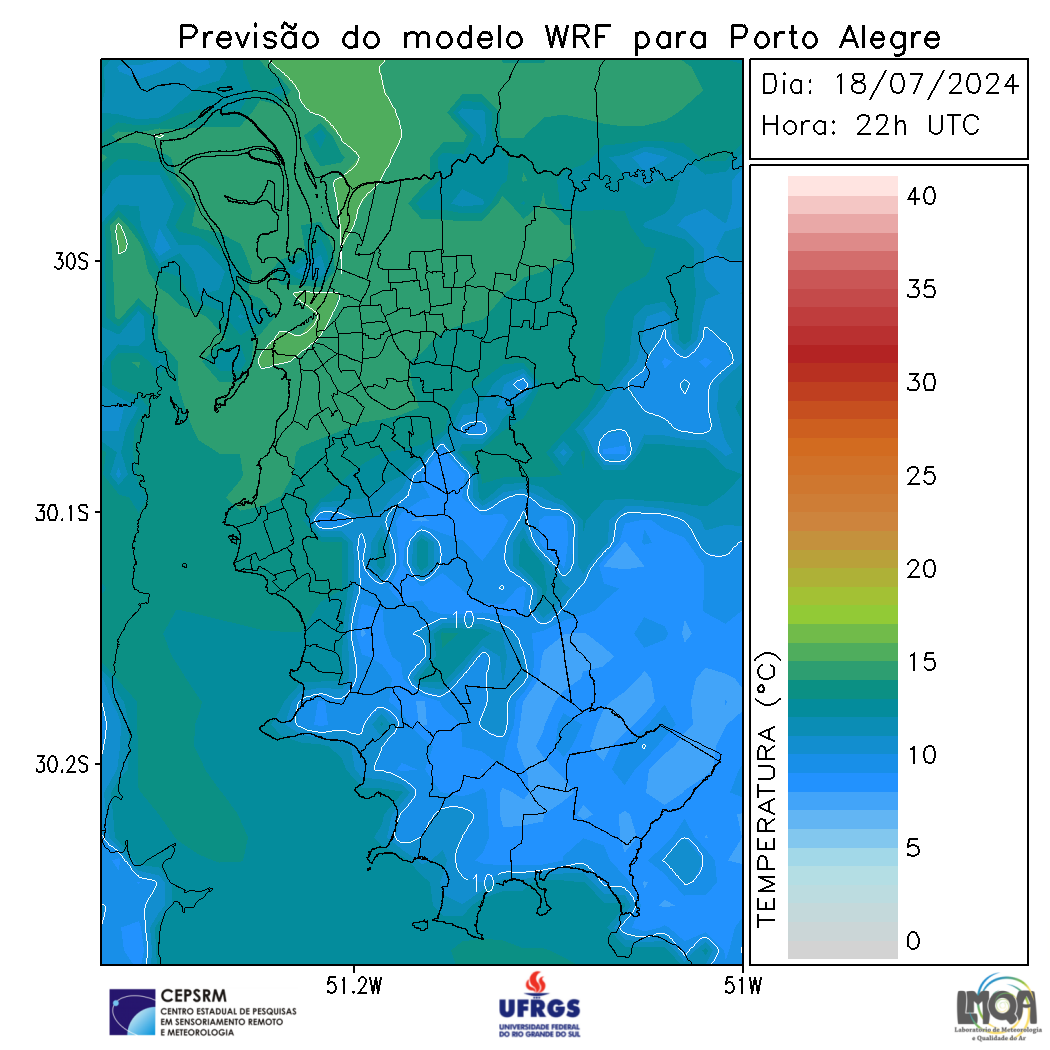 Previsão do modelo WRF para Porto Alegre
Dia: 18/07/2024
Hora: 22h UTC
40
35
30
25
20
15
10
5
0
TEMPERATURA (°C)
30S
30.1S
30.2S
10
10
51.2W
51W
CEPSRM
CENTRO ESTADUAL DE PESQUISAS
EM SENSORIAMENTO REMOTO
E METEOROLOGIA
UFRGS
UNIVERSIDADE FEDERAL
DO RIO GRANDE DO SUL
LMQA
Laboratório de Meteorologia
e Qualidade do Ar